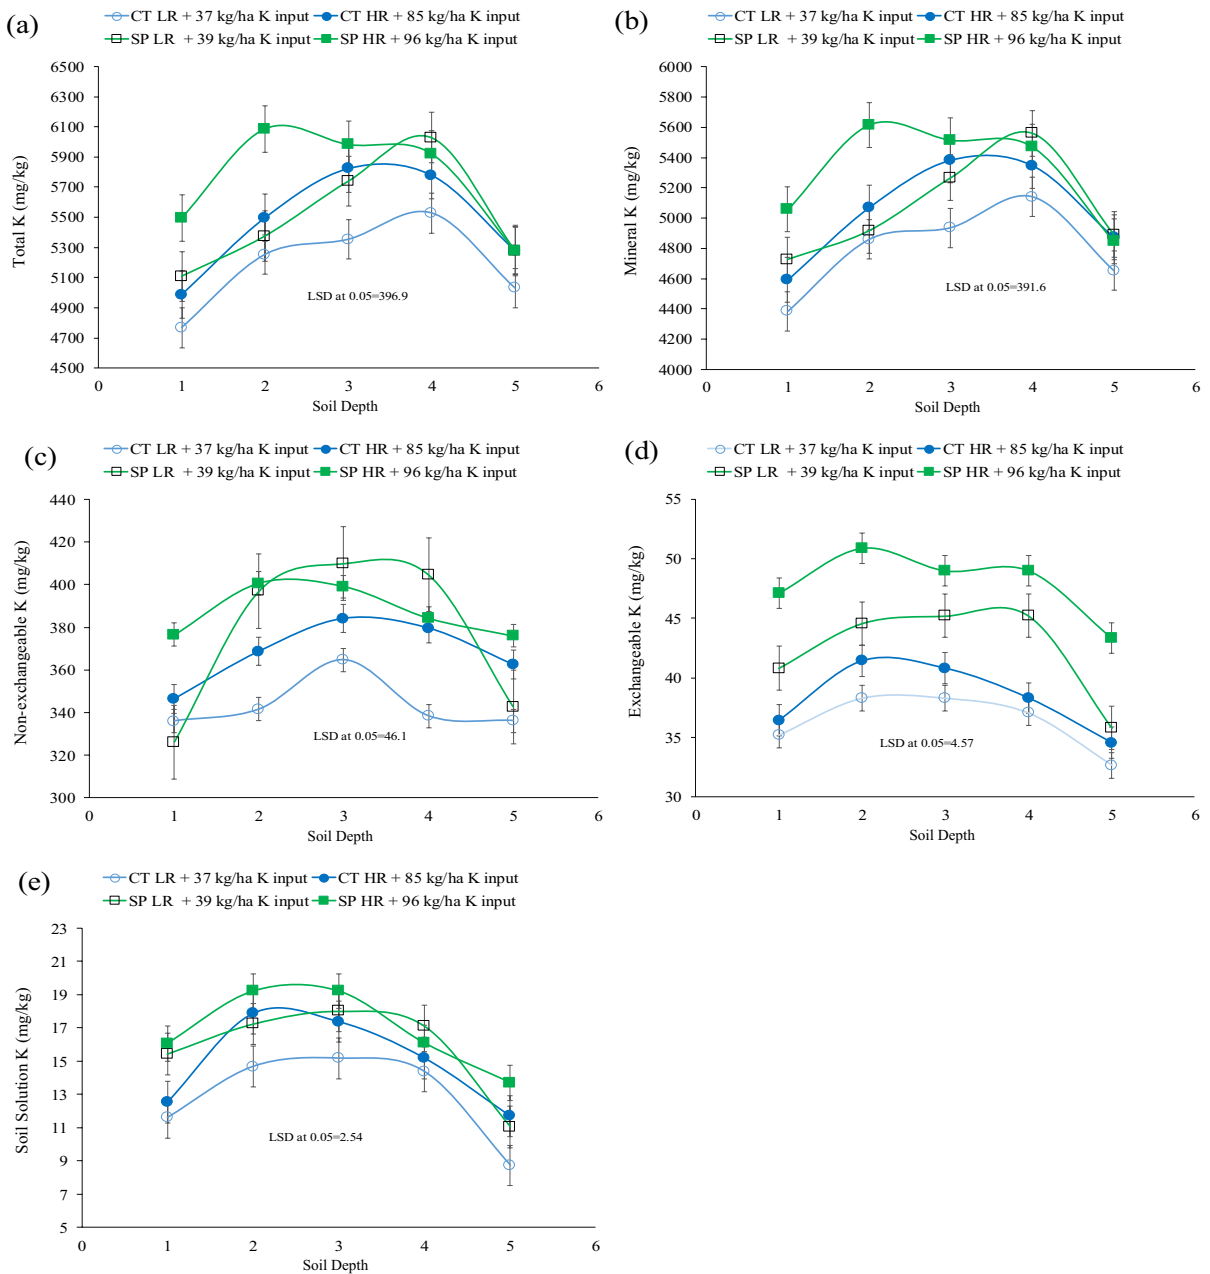 (a)
CT LR + 37 kg/ha K input CT HR + 85 kg/ha K input
SP LR + 39 kg/ha K input SP HR + 96 kg/ha K input
Total K (mg/kg)
6500
6300
6100
5900
5700
5500
5300
5100
4900
4700
4500
LSD at 0.05=396.9
0 1 2 3 4 5 6
Soil Depth
(b)
CT LR + 37 kg/ha K input CT HR + 85 kg/ha K input
SP LR + 39 kg/ha K input SP HR + 96 kg/ha K input
Mineral K (mg/kg)
6000
5800
5600
5400
5200
5000
4800
4600
4400
4200
4000
LSD at 0.05=391.6
0 1 2 3 4 5 6
Soil Depth
(c)
CT LR + 37 kg/ha K input CT HR + 85 kg/ha K input
SP LR + 39 kg/ha K input SP HR + 96 kg/ha K input
Non-exchangeable K (mg/kg)
440
420
400
380
360
340
320
300
LSD at 0.05=46.1
0 1 2 3 4 5 6
Soil Depth
(d)
CT LR + 37 kg/ha K input CT HR + 85 kg/ha K input
SP LR + 39 kg/ha K input SP HR + 96 kg/ha K input
Exchangeable K (mg/kg)
55
50
45
40
35
30
LSD at 0.05=4.57
0 1 2 3 4 5 6
Soil Depth
(e)
CT LR + 37 kg/ha K input CT HR + 85 kg/ha K input
SP LR + 39 kg/ha K input SP HR + 96 kg/ha K input
Soil Solution K (mg/kg)
23
21
19
17
15
13
11
9
7
5
LSD at 0.05=2.54
0 1 2 3 4 5 6
Soil Depth